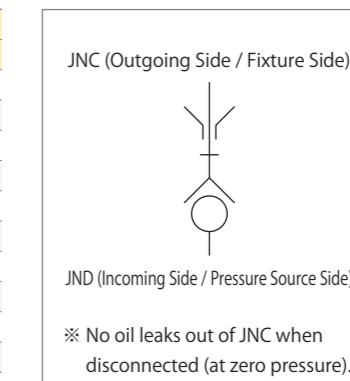 JNC (Outgoing Side / Fixture Side)
JND (Incoming Side / Pressure Source Side)
※ No oil leaks out of JNC when
disconnected (at zero pressure).